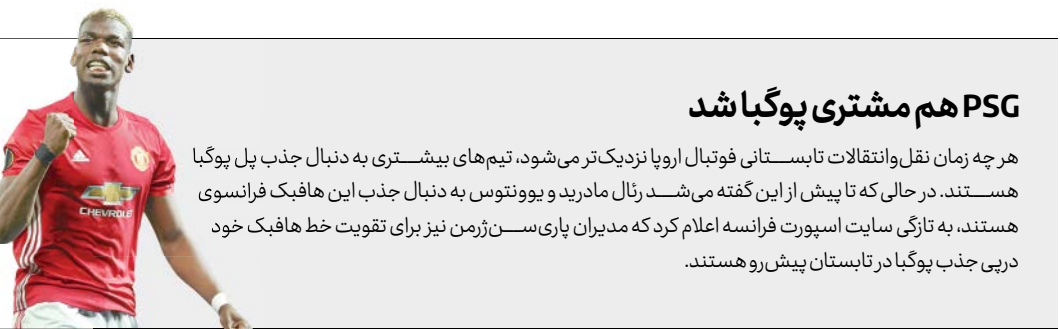 PSG هم مشتری پوگبا شد
هر چه زمان نقل‌وانتقالات تابستانی فوتبال اروپا نزدیک‌تر می‌شود، تیم‌های بیشتری به دنبال جذب پل پوگبا
هستند. در حالی که تا پیش از این گفته می‌شد رئال مادرید و یوونتوس به دنبال جذب این هافبک فرانسوی
هستند، به تازگی سایت اسپورت فرانسه اعلام کرد که مدیران پاری‌سن‌ژرمن نیز برای تقویت خط هافبک خود
درپی جذب پوگبا در تابستان پیش‌رو هستند.
CHEVROLET